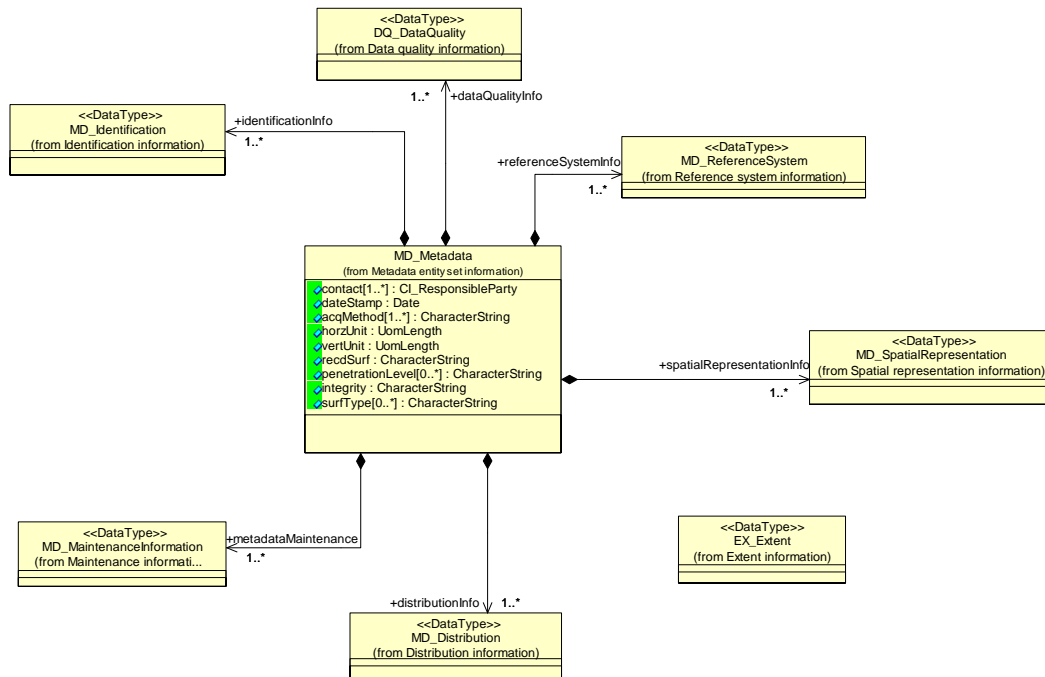 <<DataType>>
DQ_DataQuality
(from Data quality information)
1..*
+dataQualityInfo
<<DataType>>
MD_Identification
(from Identification information)
+identificationInfo
1..*
<<DataType>>
MD_ReferenceSystem
(from Reference system information)
+referenceSystemInfo
1..*
MD_Metadata
(from Metadata entity set information)
contact[1..*] : CI_ResponsibleParty
dateStamp : Date
acqMethod[1..*] : CharacterString
horzUnit : UomLength
vertUnit : UomLength
recdSurf : CharacterString
penetrationLevel[0..*] : CharacterString
integrity : CharacterString
surfType[0..*] : CharacterString
+spatialRepresentationInfo
1..*
<<DataType>>
MD_SpatialRepresentation
(from Spatial representation information)
<<DataType>>
MD_MaintenanceInformation
(from Maintenance informati...
+metadataMaintenance
1..*
<<DataType>>
EX_Extent
(from Extent information)
+distributionInfo
1..*
<<DataType>>
MD_Distribution
(from Distribution information)